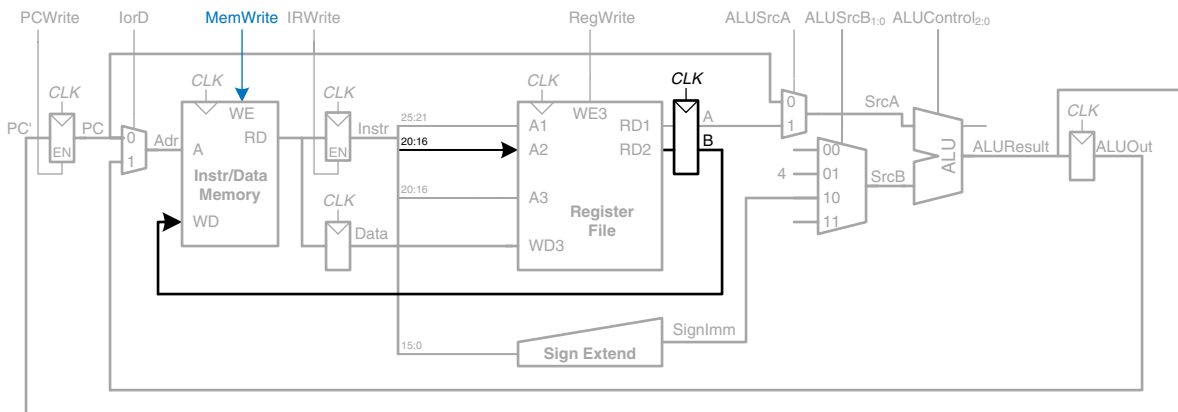 PCWrite IorD MemWrite IRWrite RegWrite ALUSrcA ALUSrcB1:0 ALUControl2:0
CLK CLK CLK CLK CLK CLK
PC' PC EN
0 1 Adr
WE
A RD
Instr/Data
Memory
WD
EN Instr
CLK
Data
25:21
20:16
20:16
15:0
WE3
A1 RD1
A2 RD2
A3
Register
File
WD3
A
B
0
1
SrcA
00
4 01
10
11
SrcB
ALU
ALUResult
ALUOut
SignImm
Sign Extend